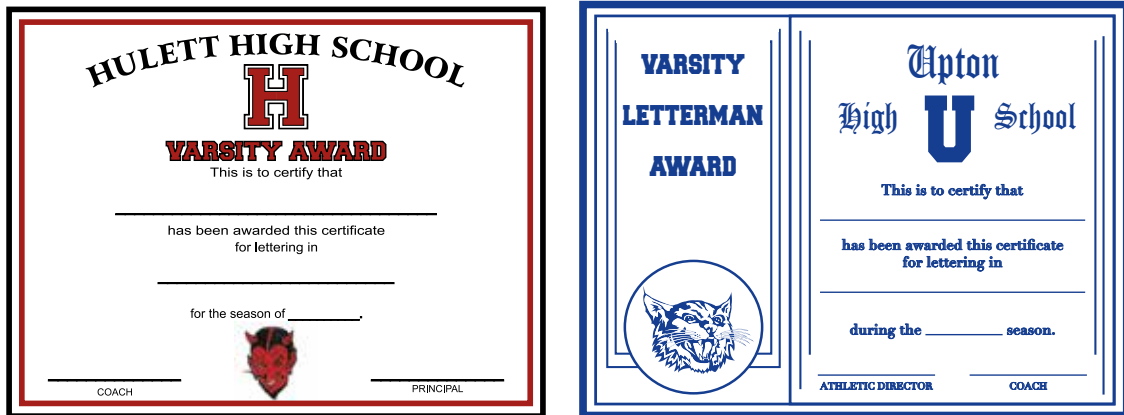 HULETT HIGH SCHOOL
H
VARSITY AWARD
This is to certify that
has been awarded this certificate
for lettering in
for the season of __________.
COACH
PRINCIPAL
VARSITY
LETTERMAN
AWARD
Upton
High U School
This is to certify that
has been awarded this certificate
for lettering in
during the __________ season.
ATHLETIC DIRECTOR
COACH